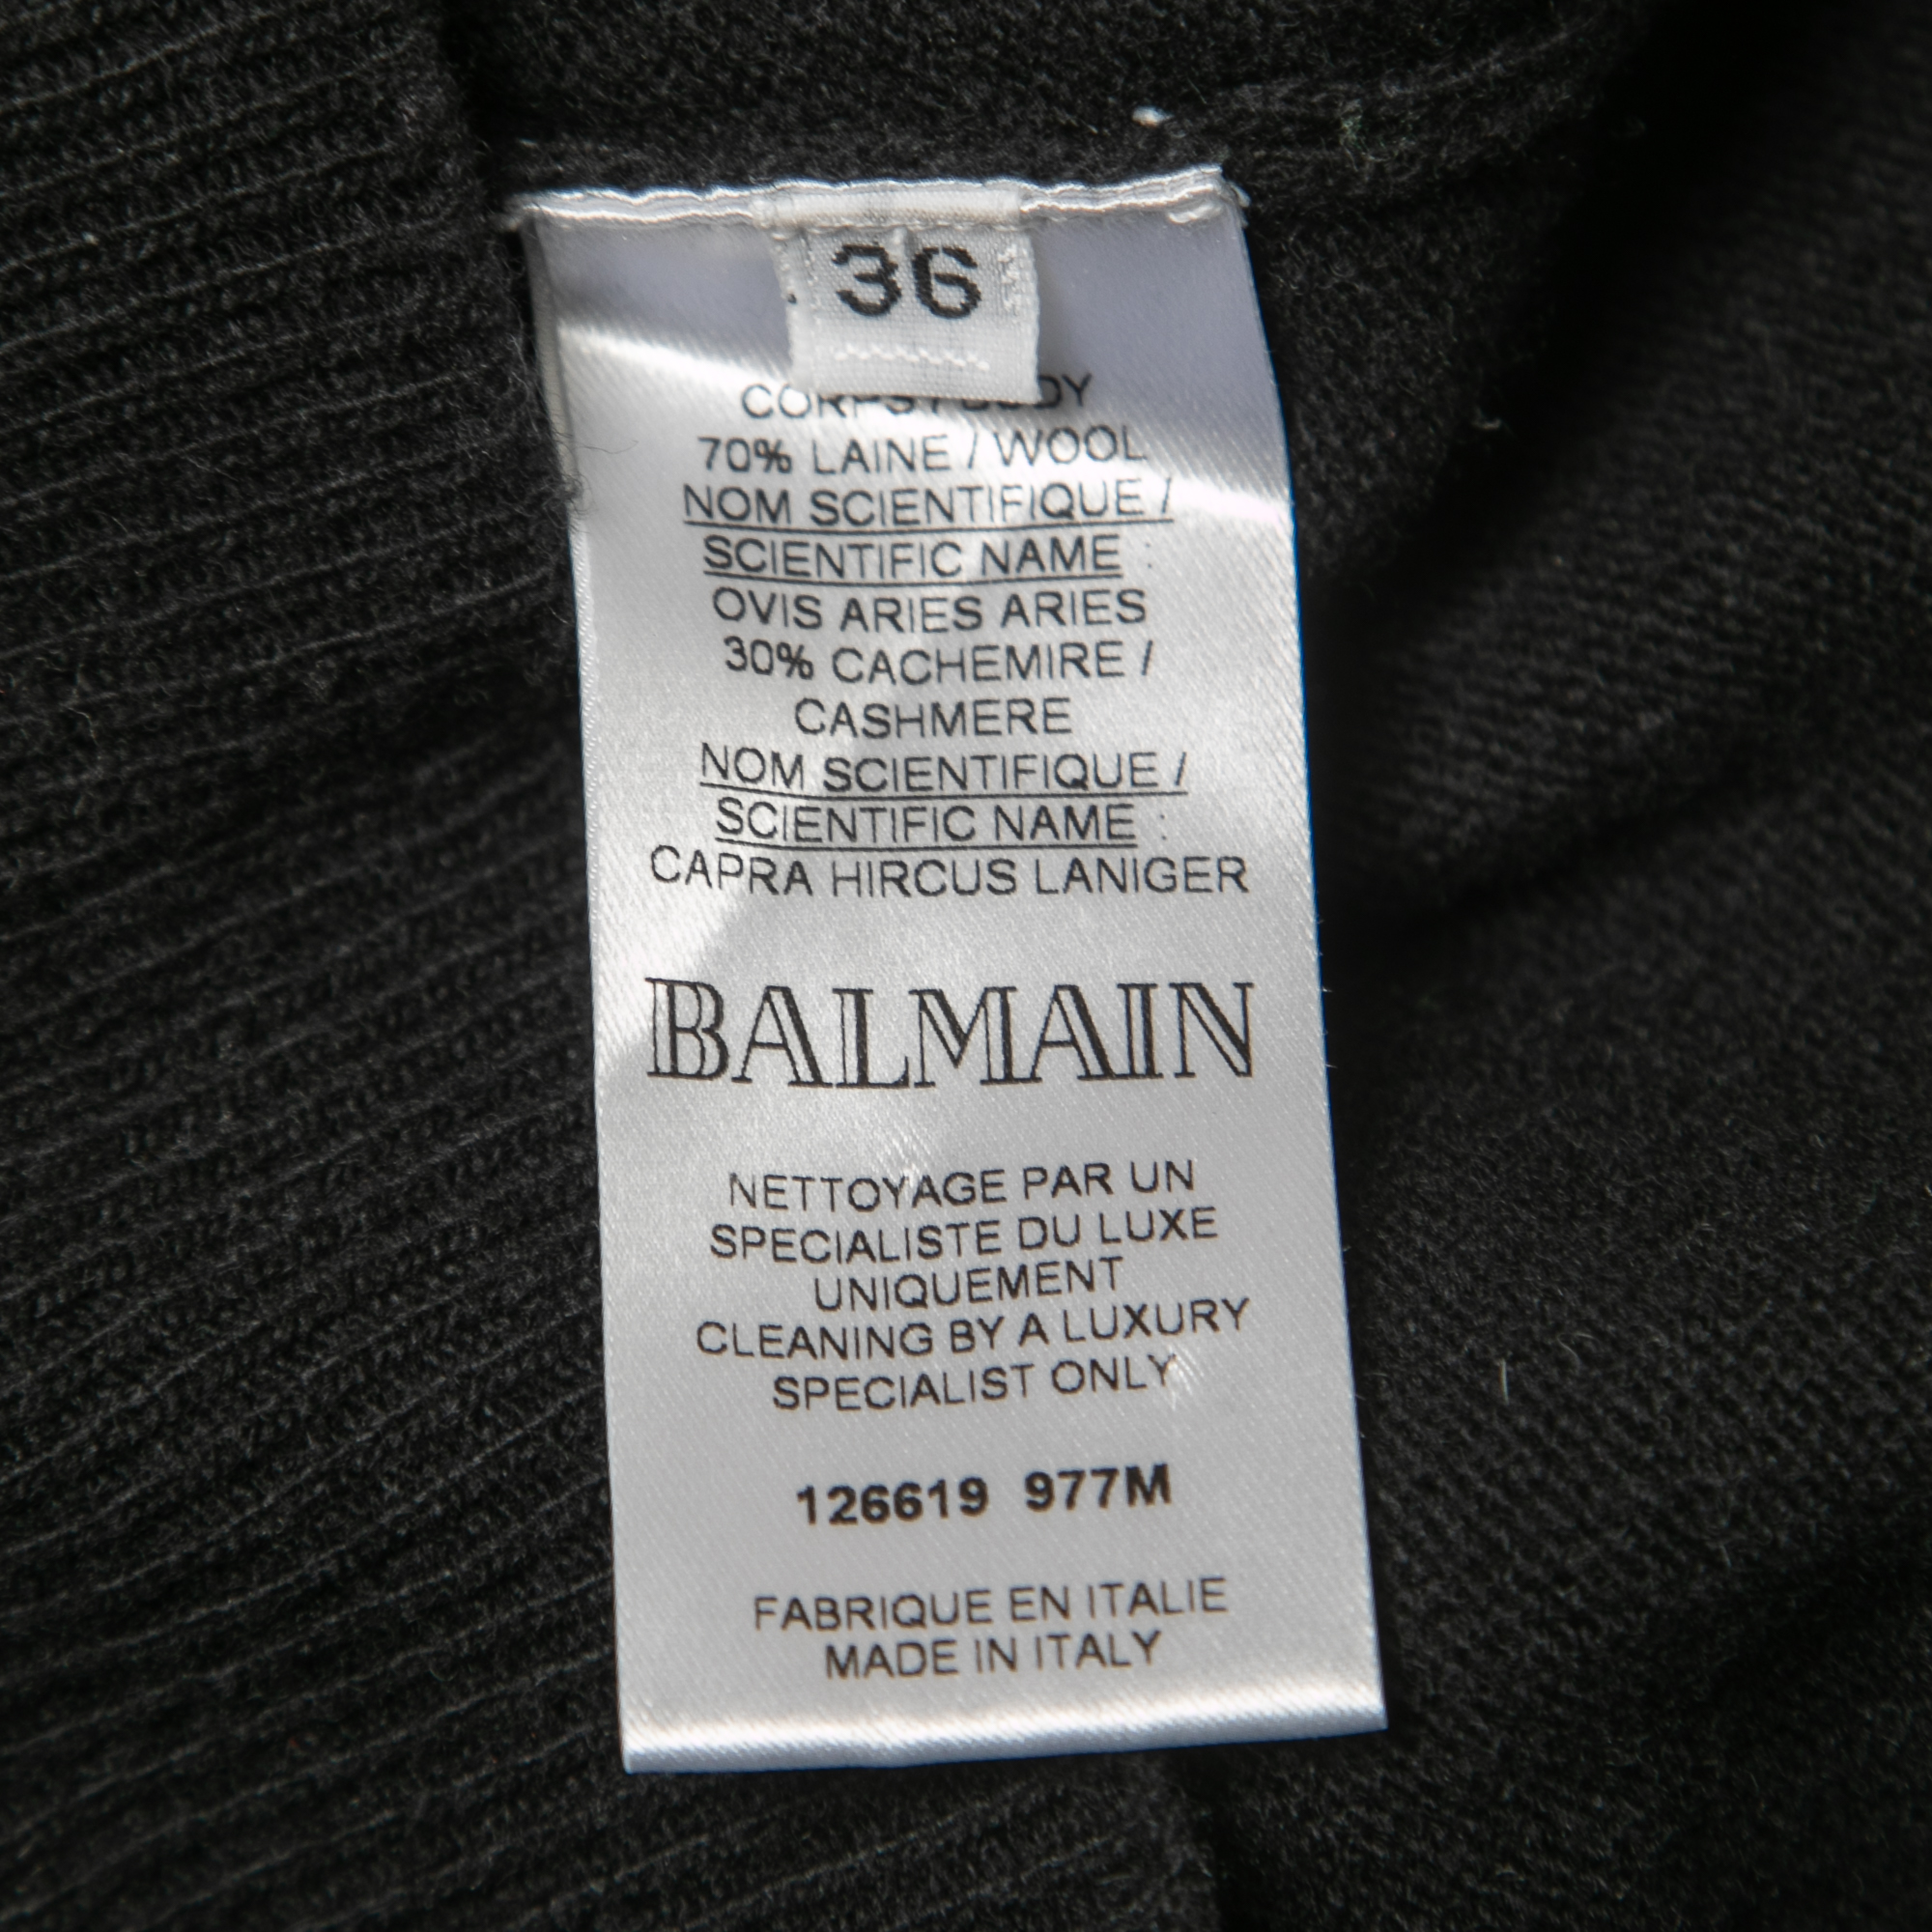 36
CORPS / BODY
70% LAINE / WOOL
NOM SCIENTIFIQUE /
SCIENTIFIC NAME :
OVIS ARIES ARIES
30% CACHEMIRE /
CASHMERE
NOM SCIENTIFIQUE /
SCIENTIFIC NAME :
CAPRA HIRCUS LANIGER
BALMAIN
NETTOYAGE PAR UN
SPECIALISTE DU LUXE
UNIQUEMENT
CLEANING BY A LUXURY
SPECIALIST ONLY
126619 977M
FABRIQUE EN ITALIE
MADE IN ITALY